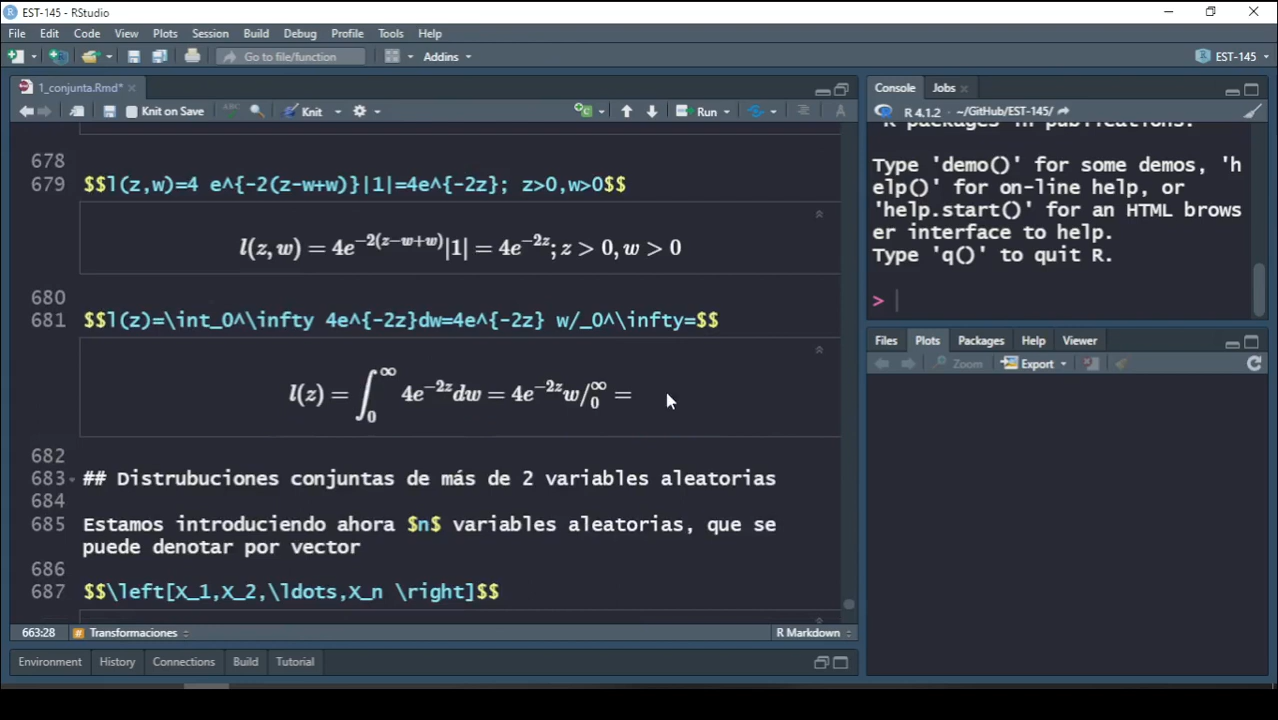 EST-145 - RStudio
File Edit Code View Plots Session Build Debug Profile Tools Help
Go to file/function Addins EST-145
1_conjunta.Rmd*
Knit on Save Knit Run
678
679 $$l(z,w)=4 e^{-2(z-w+w)}|1|=4e^{-2z}; z>0,w>0$$
l(z, w) = 4e^{−2(z−w+w)}|1| = 4e^{−2z}; z > 0, w > 0
680
681 $$l(z)=\int_0^\infty 4e^{-2z}dw=4e^{-2z} w/_0^\infty=$$
l(z) = ∫_0^∞ 4e^{−2z}dw = 4e^{−2z}w/_0^∞ =
682
683 ## Distrubuciones conjuntas de más de 2 variables aleatorias
684
685 Estamos introduciendo ahora $n$ variables aleatorias, que se
puede denotar por vector
686
687 $$\left[X_1,X_2,\ldots,X_n \right]$$
663:28 Transformaciones R Markdown
Environment History Connections Build Tutorial
Console Jobs
R 4.1.2 · ~/GitHub/EST-145/
R packages in publications.
Type 'demo()' for some demos, 'h
elp()' for on-line help, or
'help.start()' for an HTML brows
er interface to help.
Type 'q()' to quit R.
>
Files Plots Packages Help Viewer
Zoom Export